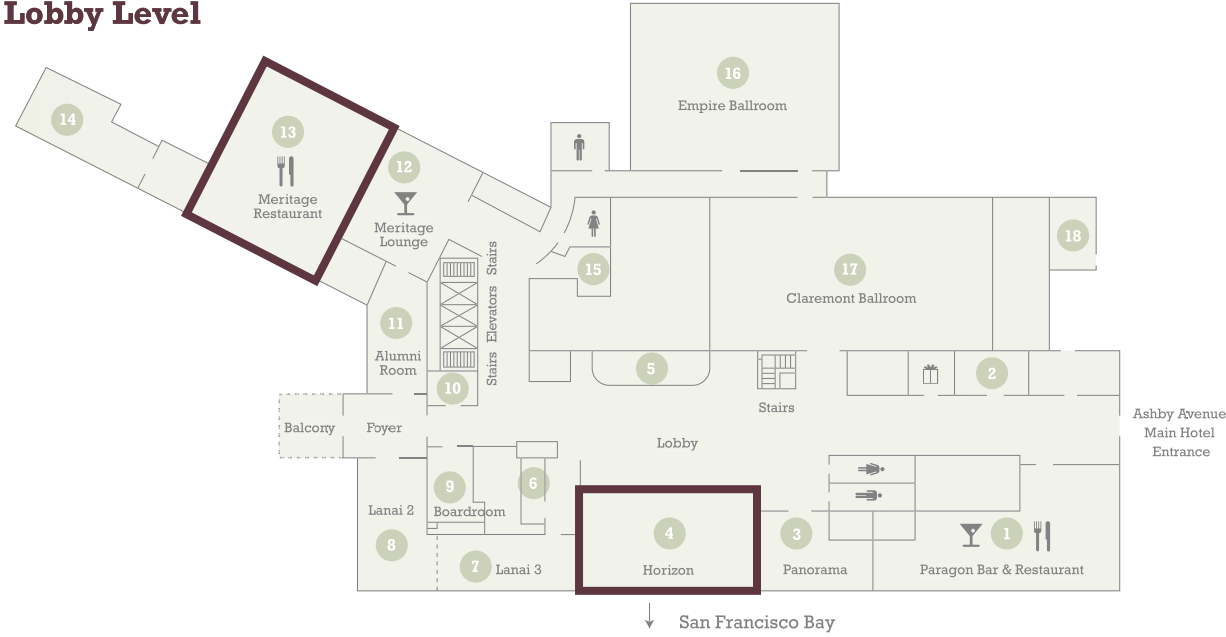 Lobby Level
16
Empire Ballroom
14
13
Meritage
Restaurant
12
Meritage
Lounge
Stairs
Elevators
Stairs
15
17
Claremont Ballroom
18
11
Alumni
Room
10
5
Stairs
2
Balcony
Foyer
Lobby
Ashby Avenue
Main Hotel
Entrance
9
Boardroom
6
Lanai 2
8
7
Lanai 3
4
Horizon
3
Panorama
1
Paragon Bar & Restaurant
San Francisco Bay